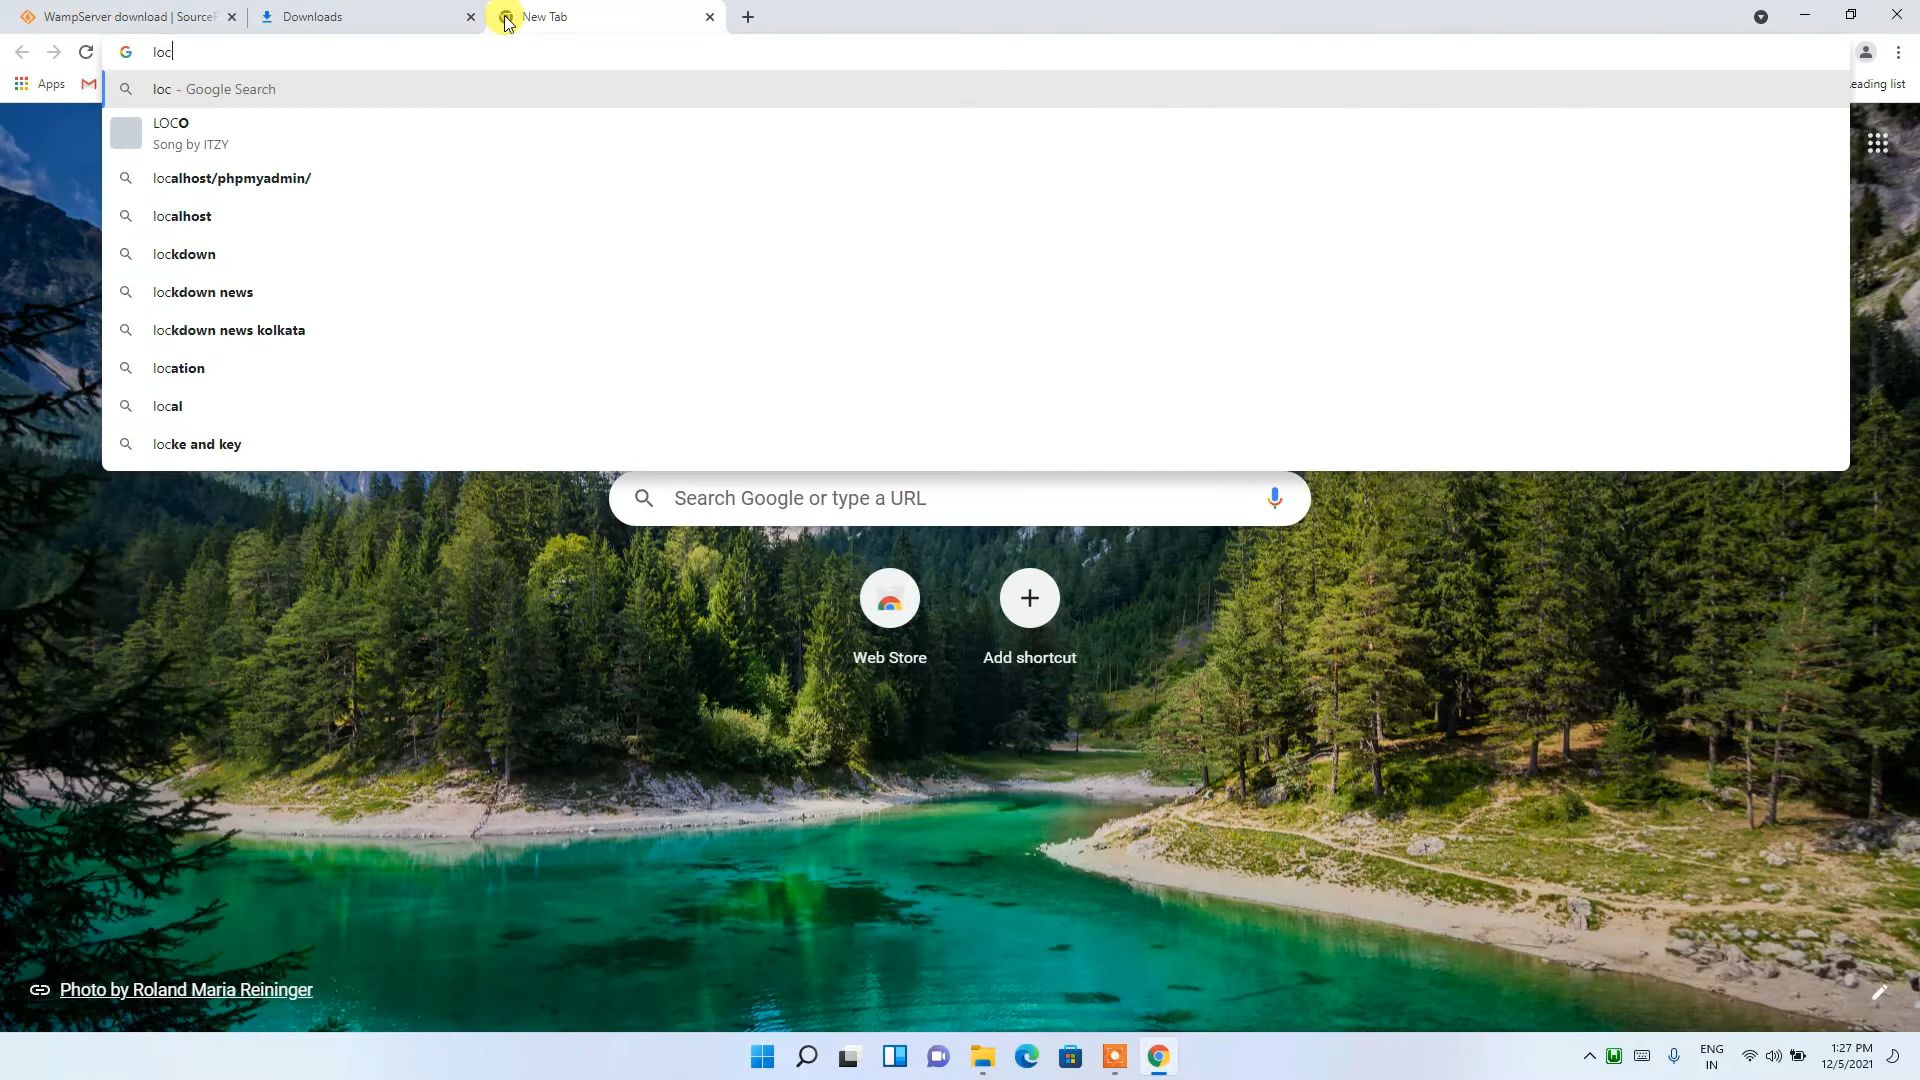 WampServer download | SourceF
Downloads
New Tab
loc
Apps
eading list
loc - Google Search
LOCO
Song by ITZY
localhost/phpmyadmin/
localhost
lockdown
lockdown news
lockdown news kolkata
location
local
locke and key
Search Google or type a URL
Web Store
Add shortcut
Photo by Roland Maria Reininger
ENG
IN
1:27 PM
12/5/2021